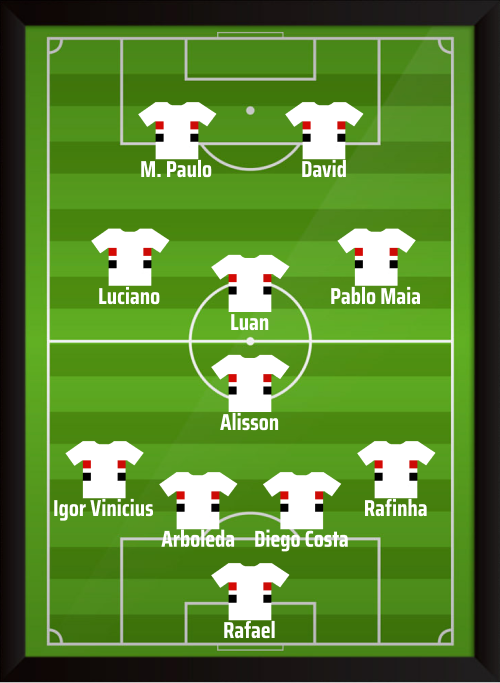 M. Paulo
David
Luciano
Pablo Maia
Luan
Alisson
Igor Vinicius
Rafinha
Arboleda
Diego Costa
Rafael